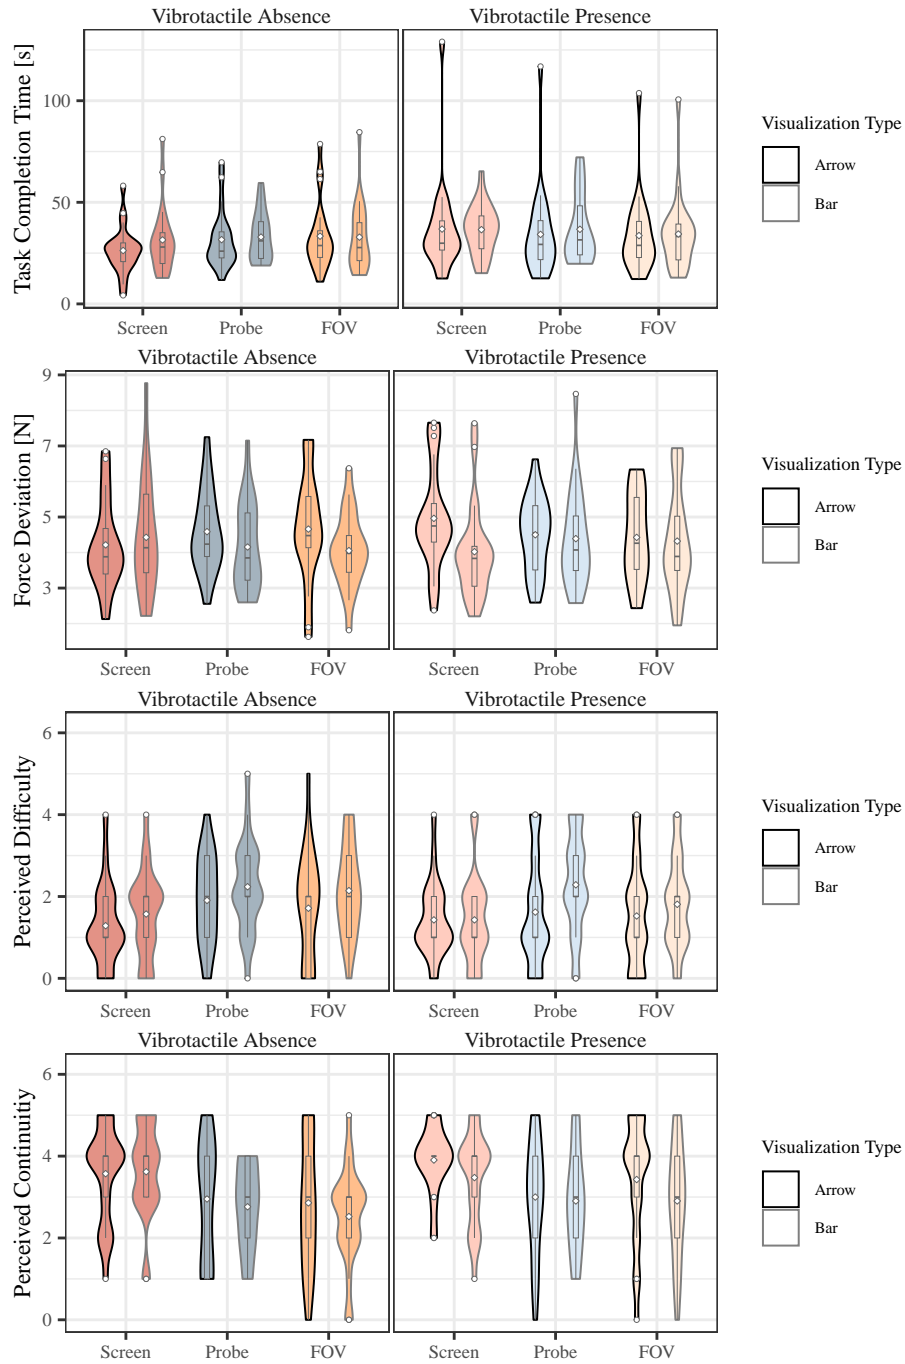 Vibrotactile Absence Vibrotactile Presence
Task Completion Time [s]
100
50
0
Screen Probe FOV Screen Probe FOV
Visualization Type
Arrow
Bar
Vibrotactile Absence Vibrotactile Presence
Force Deviation [N]
9
7
5
3
Screen Probe FOV Screen Probe FOV
Visualization Type
Arrow
Bar
Vibrotactile Absence Vibrotactile Presence
Perceived Difficulty
6
4
2
0
Screen Probe FOV Screen Probe FOV
Visualization Type
Arrow
Bar
Vibrotactile Absence Vibrotactile Presence
Perceived Continuitiy
6
4
2
0
Screen Probe FOV Screen Probe FOV
Visualization Type
Arrow
Bar